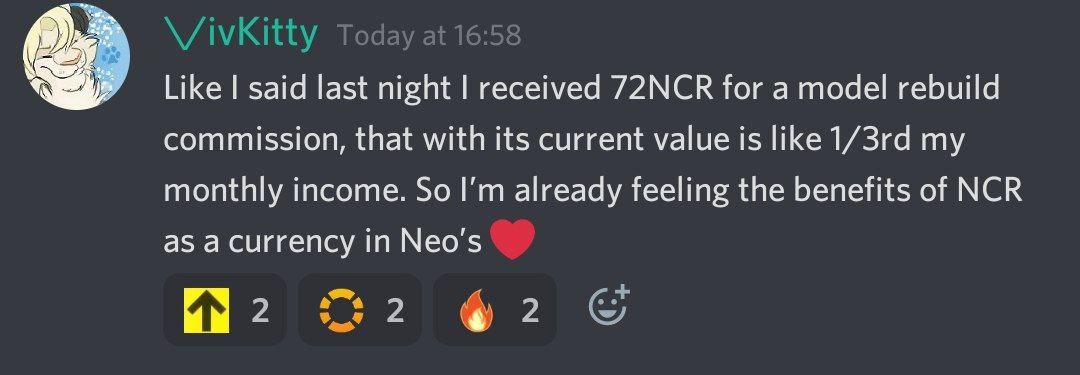 VivKitty Today at 16:58
Like I said last night I received 72NCR for a model rebuild
commission, that with its current value is like 1/3rd my
monthly income. So I’m already feeling the benefits of NCR
as a currency in Neo’s ❤️
2 2 2